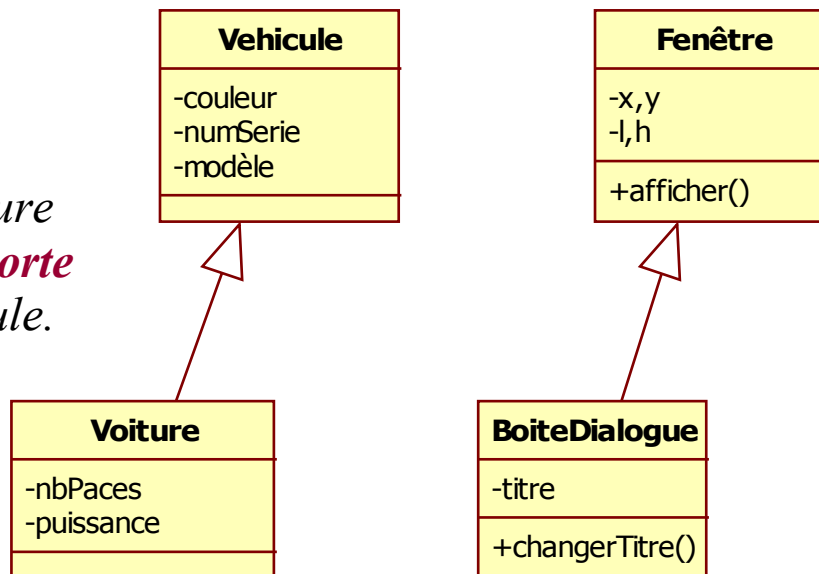 Vehicule
-couleur
-numSerie
-modèle
Fenêtre
-x,y
-l,h
+afficher()
ure
orte
ule.
Voiture
-nbPaces
-puissance
BoiteDialogue
-titre
+changerTitre()